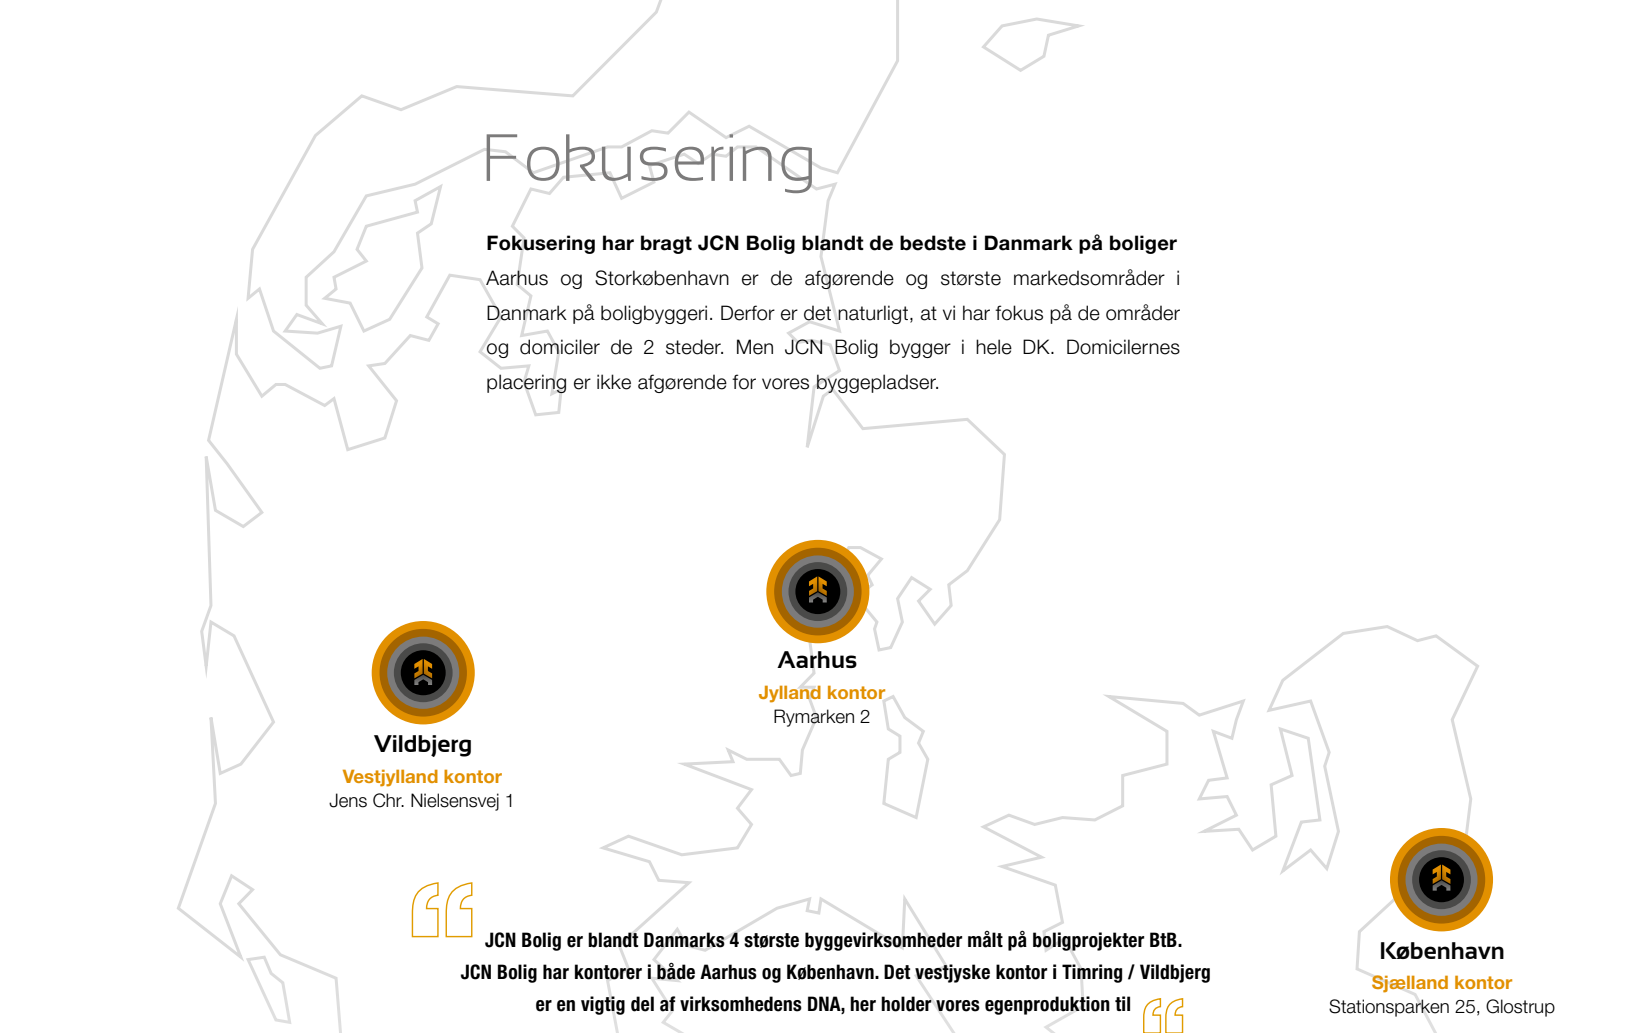 Fokusering
Fokusering har bragt JCN Bolig blandt de bedste i Danmark på boliger
Aarhus og Storkøbenhavn er de afgørende og største markedsområder i
Danmark på boligbyggeri. Derfor er det naturligt, at vi har fokus på de områder
og domiciler de 2 steder. Men JCN Bolig bygger i hele DK. Domicilernes
placering er ikke afgørende for vores byggepladser.
Aarhus
Jylland kontor
Rymarken 2
Vildbjerg
Vestjylland kontor
Jens Chr. Nielsensvej 1
København
Sjælland kontor
Stationsparken 25, Glostrup
JCN Bolig er blandt Danmarks 4 største byggevirksomheder målt på boligprojekter BtB.
JCN Bolig har kontorer i både Aarhus og København. Det vestjyske kontor i Timring / Vildbjerg
er en vigtig del af virksomhedens DNA, her holder vores egenproduktion til